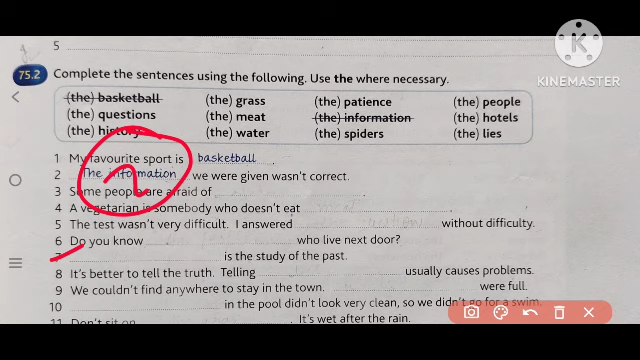 5
75.2 Complete the sentences using the following. Use the where necessary.
(the) basketball (the) grass (the) patience (the) people
(the) questions (the) meat (the) information (the) hotels
(the) history (the) water (the) spiders (the) lies
1 My favourite sport is basketball.
2 The information we were given wasn't correct.
3 Some people are afraid of
4 A vegetarian is somebody who doesn't eat meat
5 The test wasn't very difficult. I answered without difficulty.
6 Do you know who live next door?
7 is the study of the past.
8 It's better to tell the truth. Telling usually causes problems.
9 We couldn't find anywhere to stay in the town. were full.
10 in the pool didn't look very clean, so we didn't go for a swim.
11 Don't sit on . It's wet after the rain.
KINEMASTER